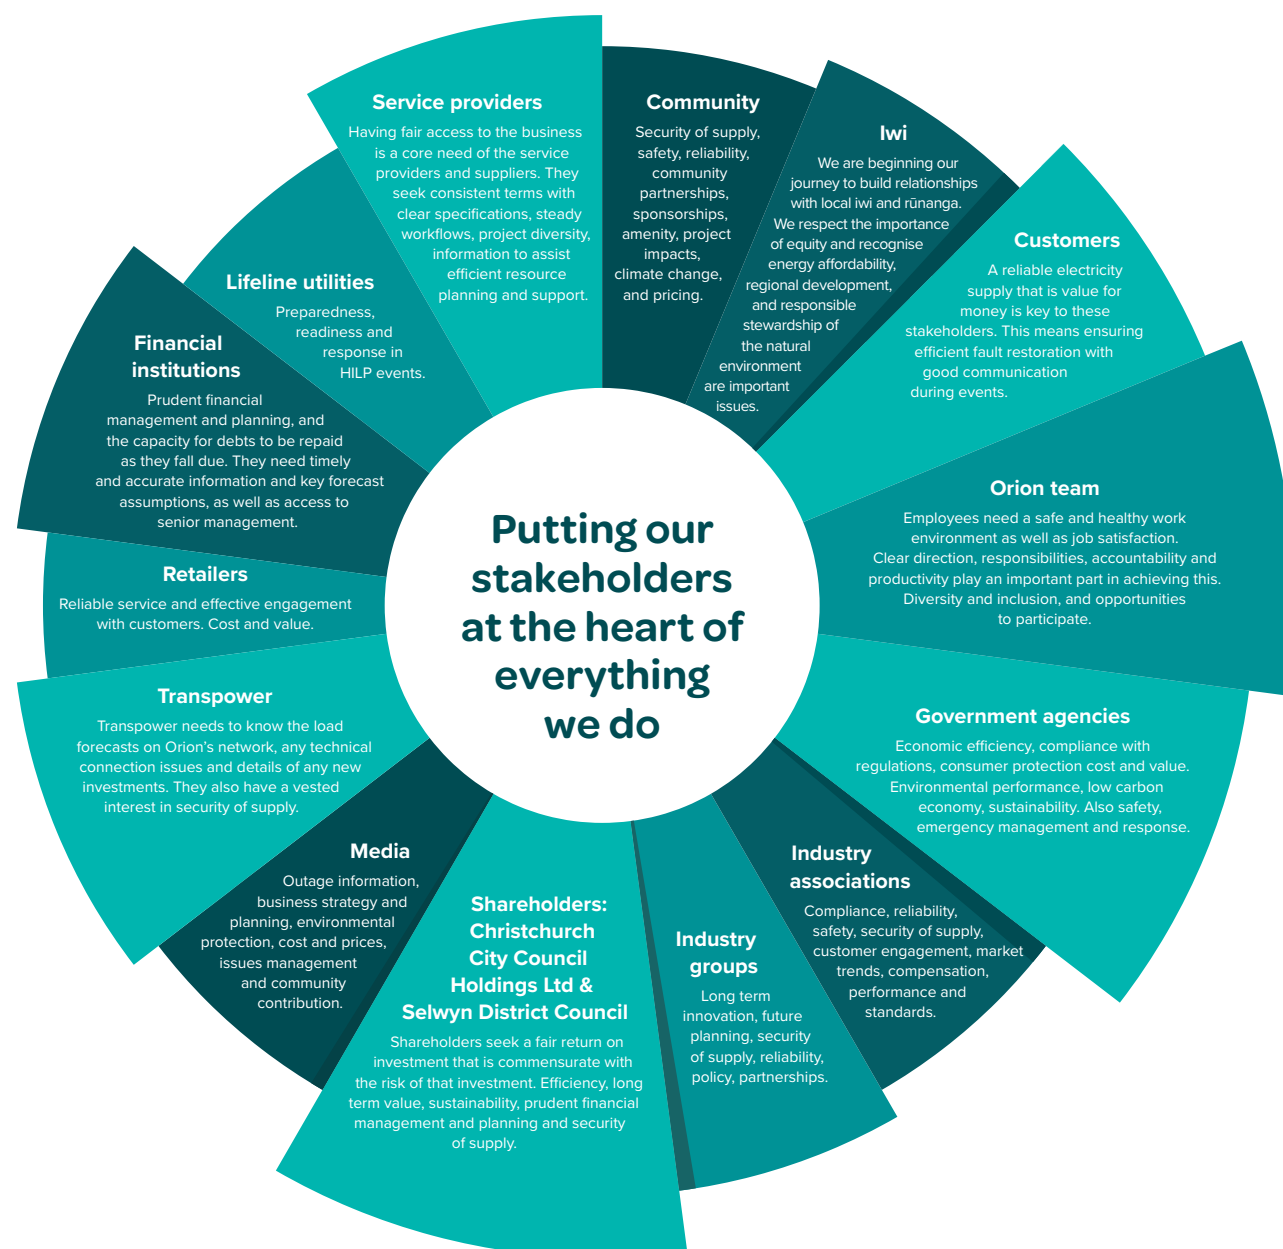 Service providers
Having fair access to the business
is a core need of the service
providers and suppliers. They
seek consistent terms with
clear specifications, steady
workflows, project diversity,
information to assist
efficient resource
planning and support.
Community
Security of supply,
safety, reliability,
community
partnerships,
sponsorships,
amenity, project
impacts,
climate change,
and pricing.
Iwi
We are beginning our
journey to build relationships
with local iwi and rūnanga.
We respect the importance
of equity and recognise
energy affordability,
regional development,
and responsible
stewardship of
the natural
environment
are important
issues.
Customers
A reliable electricity
supply that is value for
money is key to these
stakeholders. This means ensuring
efficient fault restoration with
good communication
during events.
Orion team
Employees need a safe and healthy work
environment as well as job satisfaction.
Clear direction, responsibilities, accountability and
productivity play an important part in achieving this.
Diversity and inclusion, and opportunities
to participate.
Government agencies
Economic efficiency, compliance with
regulations, consumer protection cost and value.
Environmental performance, low carbon
economy, sustainability. Also safety,
emergency management and response.
Industry
associations
Compliance, reliability,
safety, security of supply,
customer engagement, market
trends, compensation,
performance and
standards.
Industry
groups
Long term
innovation, future
planning, security
of supply, reliability,
policy, partnerships.
Shareholders:
Christchurch
City Council
Holdings Ltd &
Selwyn District Council
Shareholders seek a fair return on
investment that is commensurate with
the risk of that investment. Efficiency, long
term value, sustainability, prudent financial
management and planning and security
of supply.
Media
Outage information,
business strategy and
planning, environmental
protection, cost and prices,
issues management
and community
contribution.
Transpower
Transpower needs to know the load
forecasts on Orion's network, any technical
connection issues and details of any new
investments. They also have a vested
interest in security of supply.
Retailers
Reliable service and effective engagement
with customers. Cost and value.
Financial
institutions
Prudent financial
management and planning, and
the capacity for debts to be repaid
as they fall due. They need timely
and accurate information and key forecast
assumptions, as well as access to
senior management.
Lifeline utilities
Preparedness,
readiness and
response in
HILP events.
Putting our
stakeholders
at the heart of
everything
we do